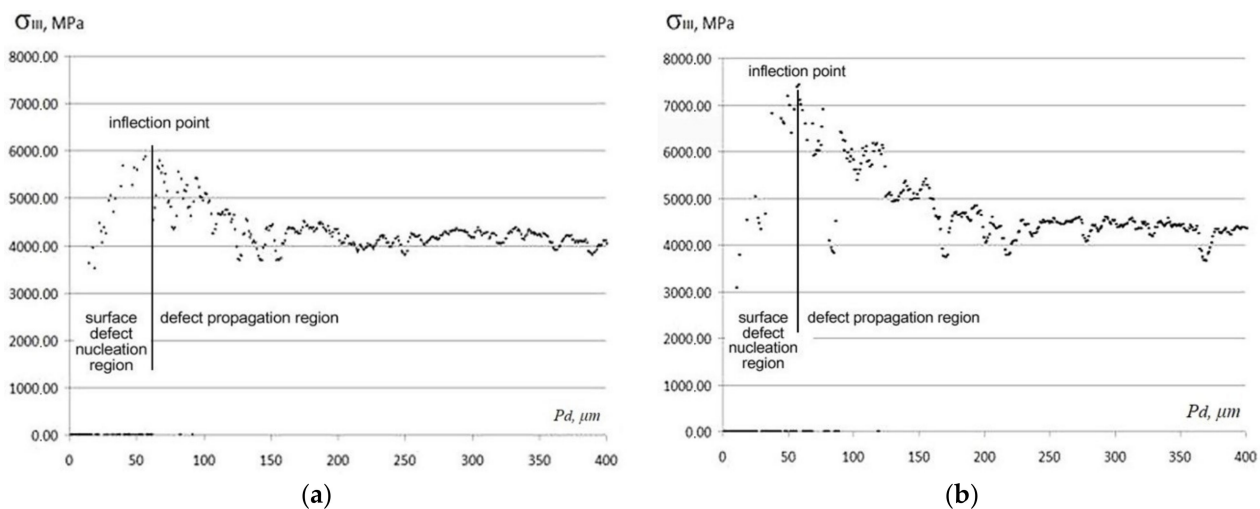 σIII, MPa
8000.00
7000.00
inflection point
6000.00
5000.00
4000.00
3000.00
surface
defect
nucleation
region
defect propagation region
2000.00
1000.00
Pd, μm
0.00
0 50 100 150 200 250 300 350 400
(a)
σIII, MPa
8000.00
inflection point
7000.00
6000.00
5000.00
4000.00
3000.00
surface
defect
nucleation
region
defect propagation region
2000.00
1000.00
Pd, μm
0.00
0 50 100 150 200 250 300 350 400
(b)